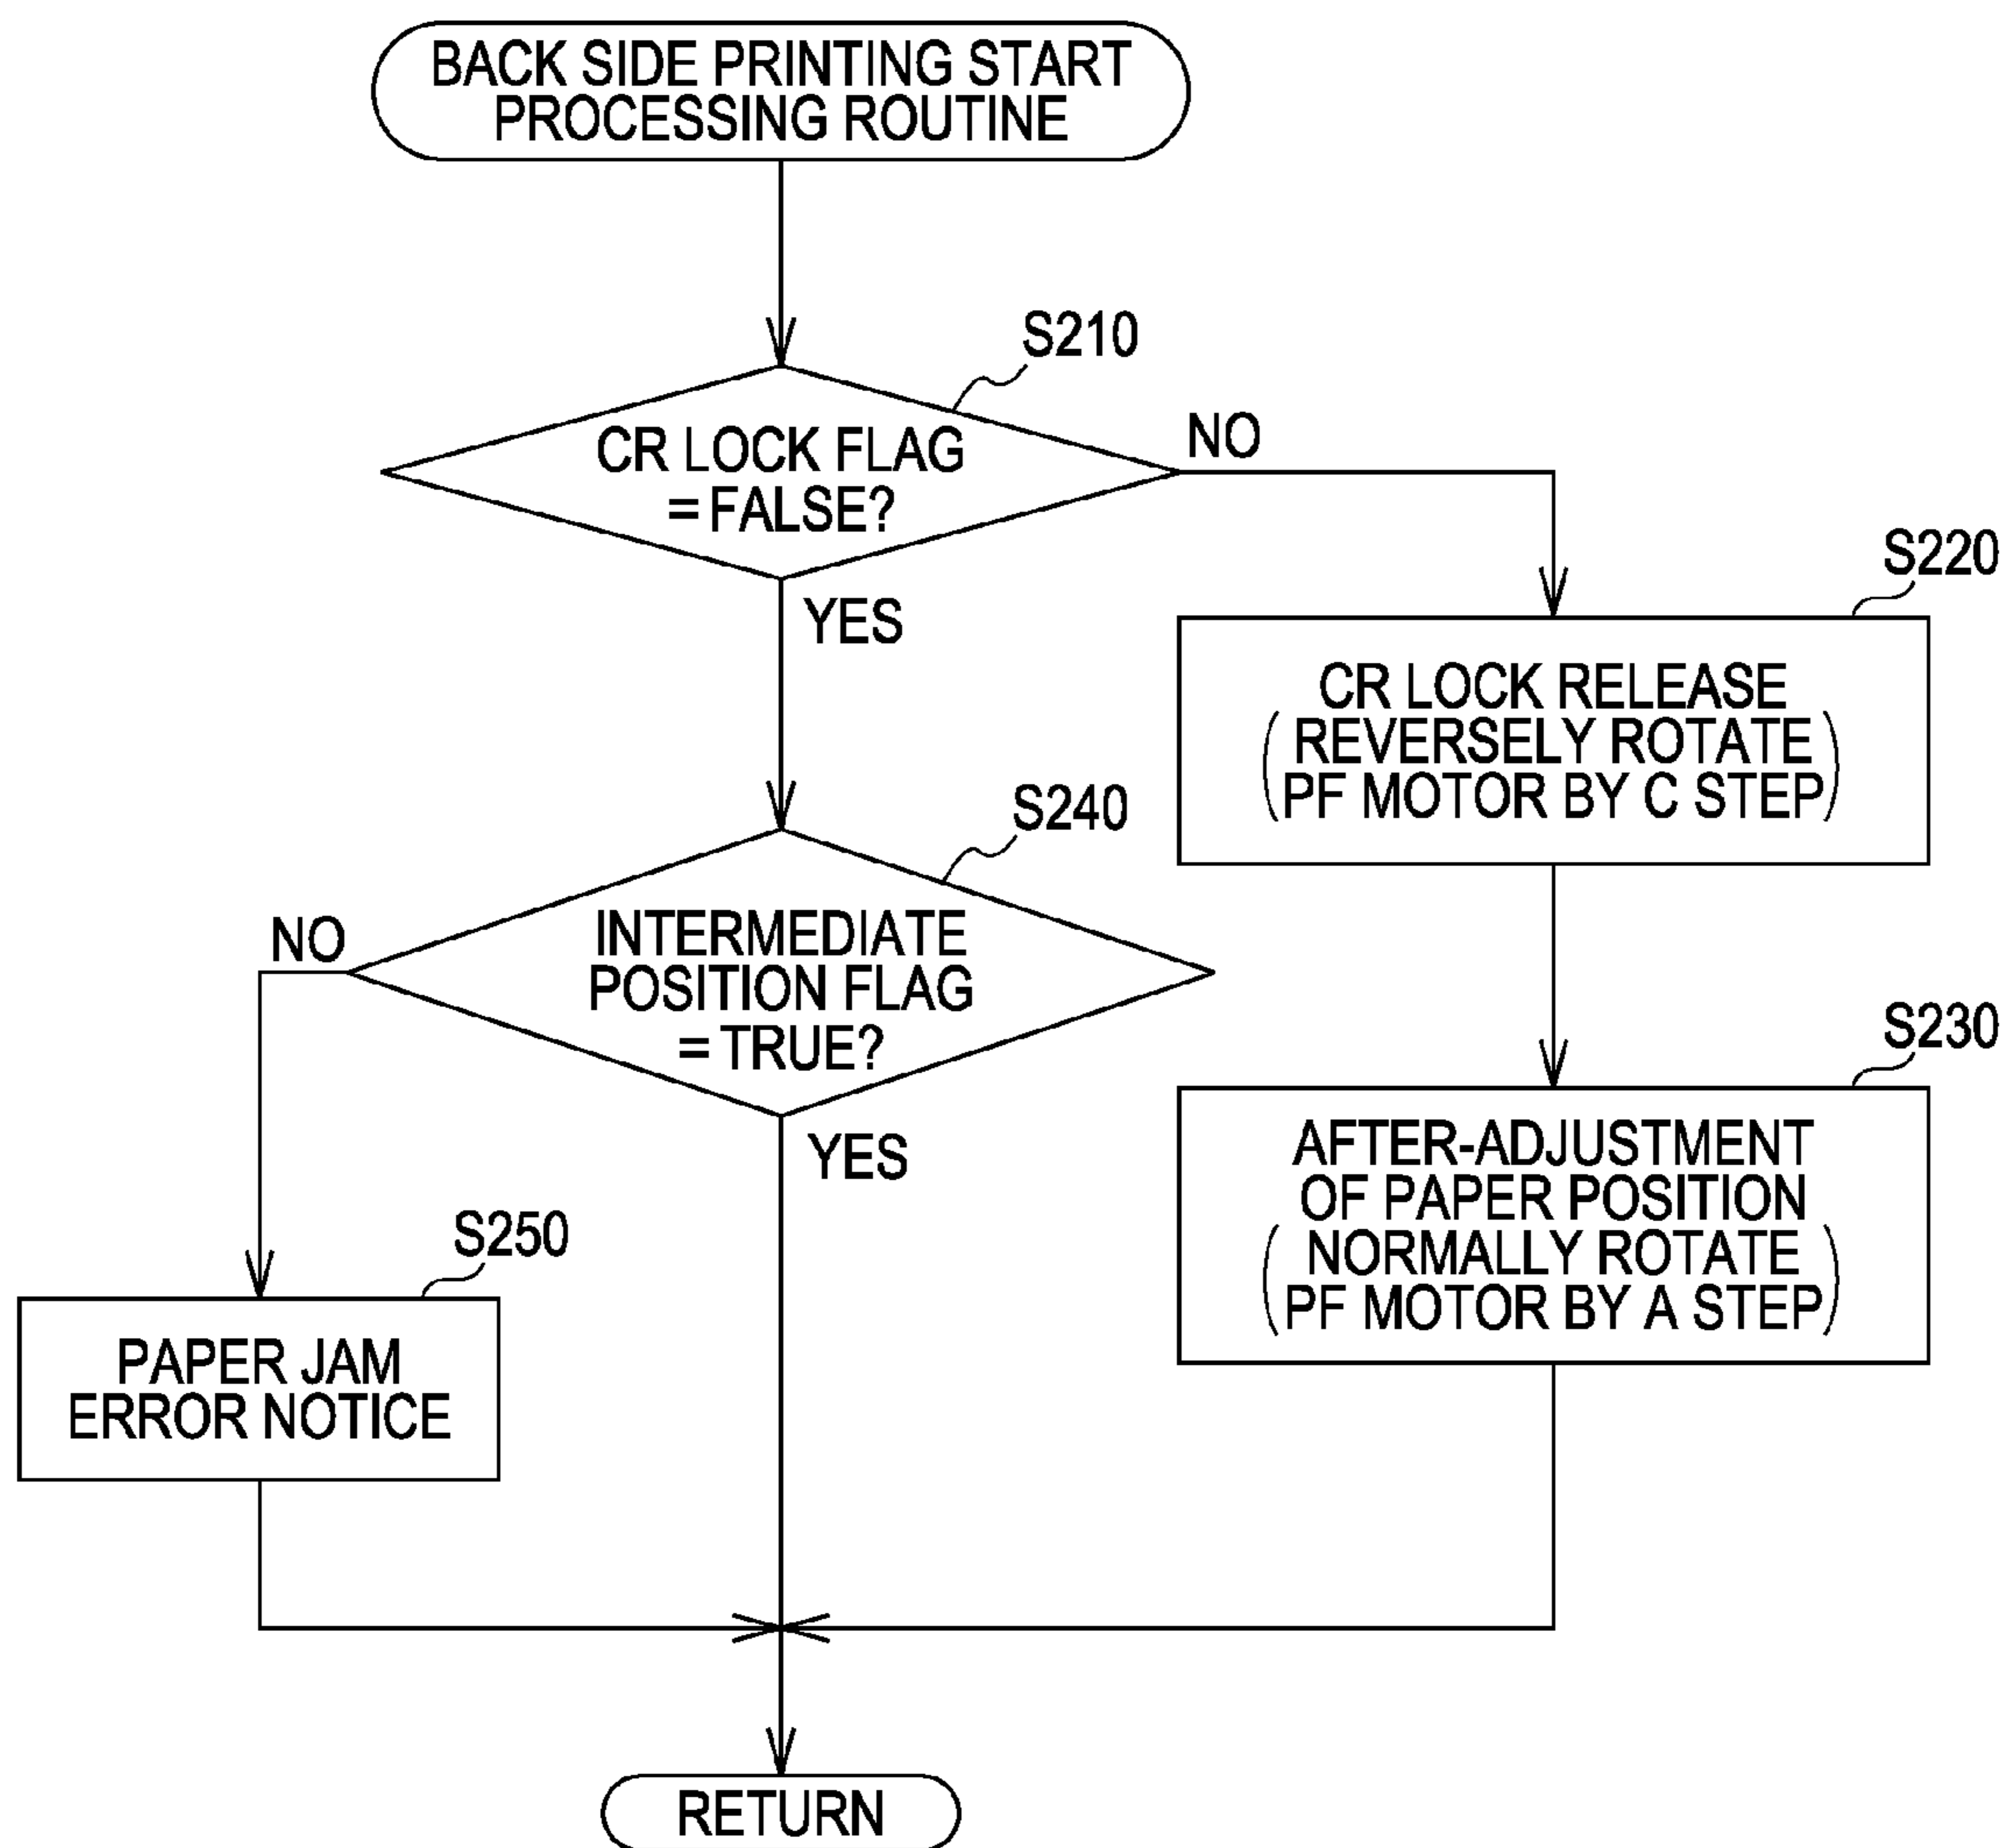 BACK SIDE PRINTING START
PROCESSING ROUTINE
S210
CR LOCK FLAG
= FALSE?
NO
YES
S220
CR LOCK RELEASE
(REVERSELY ROTATE
PF MOTOR BY C STEP)
S240
INTERMEDIATE
POSITION FLAG
= TRUE?
NO
YES
S230
AFTER-ADJUSTMENT
OF PAPER POSITION
(NORMALLY ROTATE
PF MOTOR BY A STEP)
S250
PAPER JAM
ERROR NOTICE
RETURN